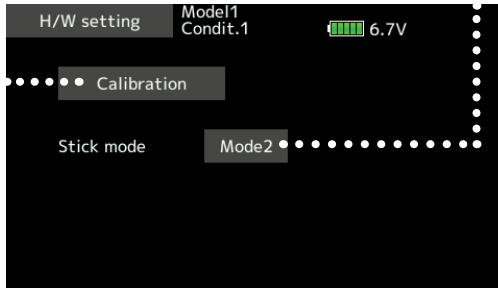 H/W setting
Model1
Condit.1
6.7V
Calibration
Stick mode Mode2